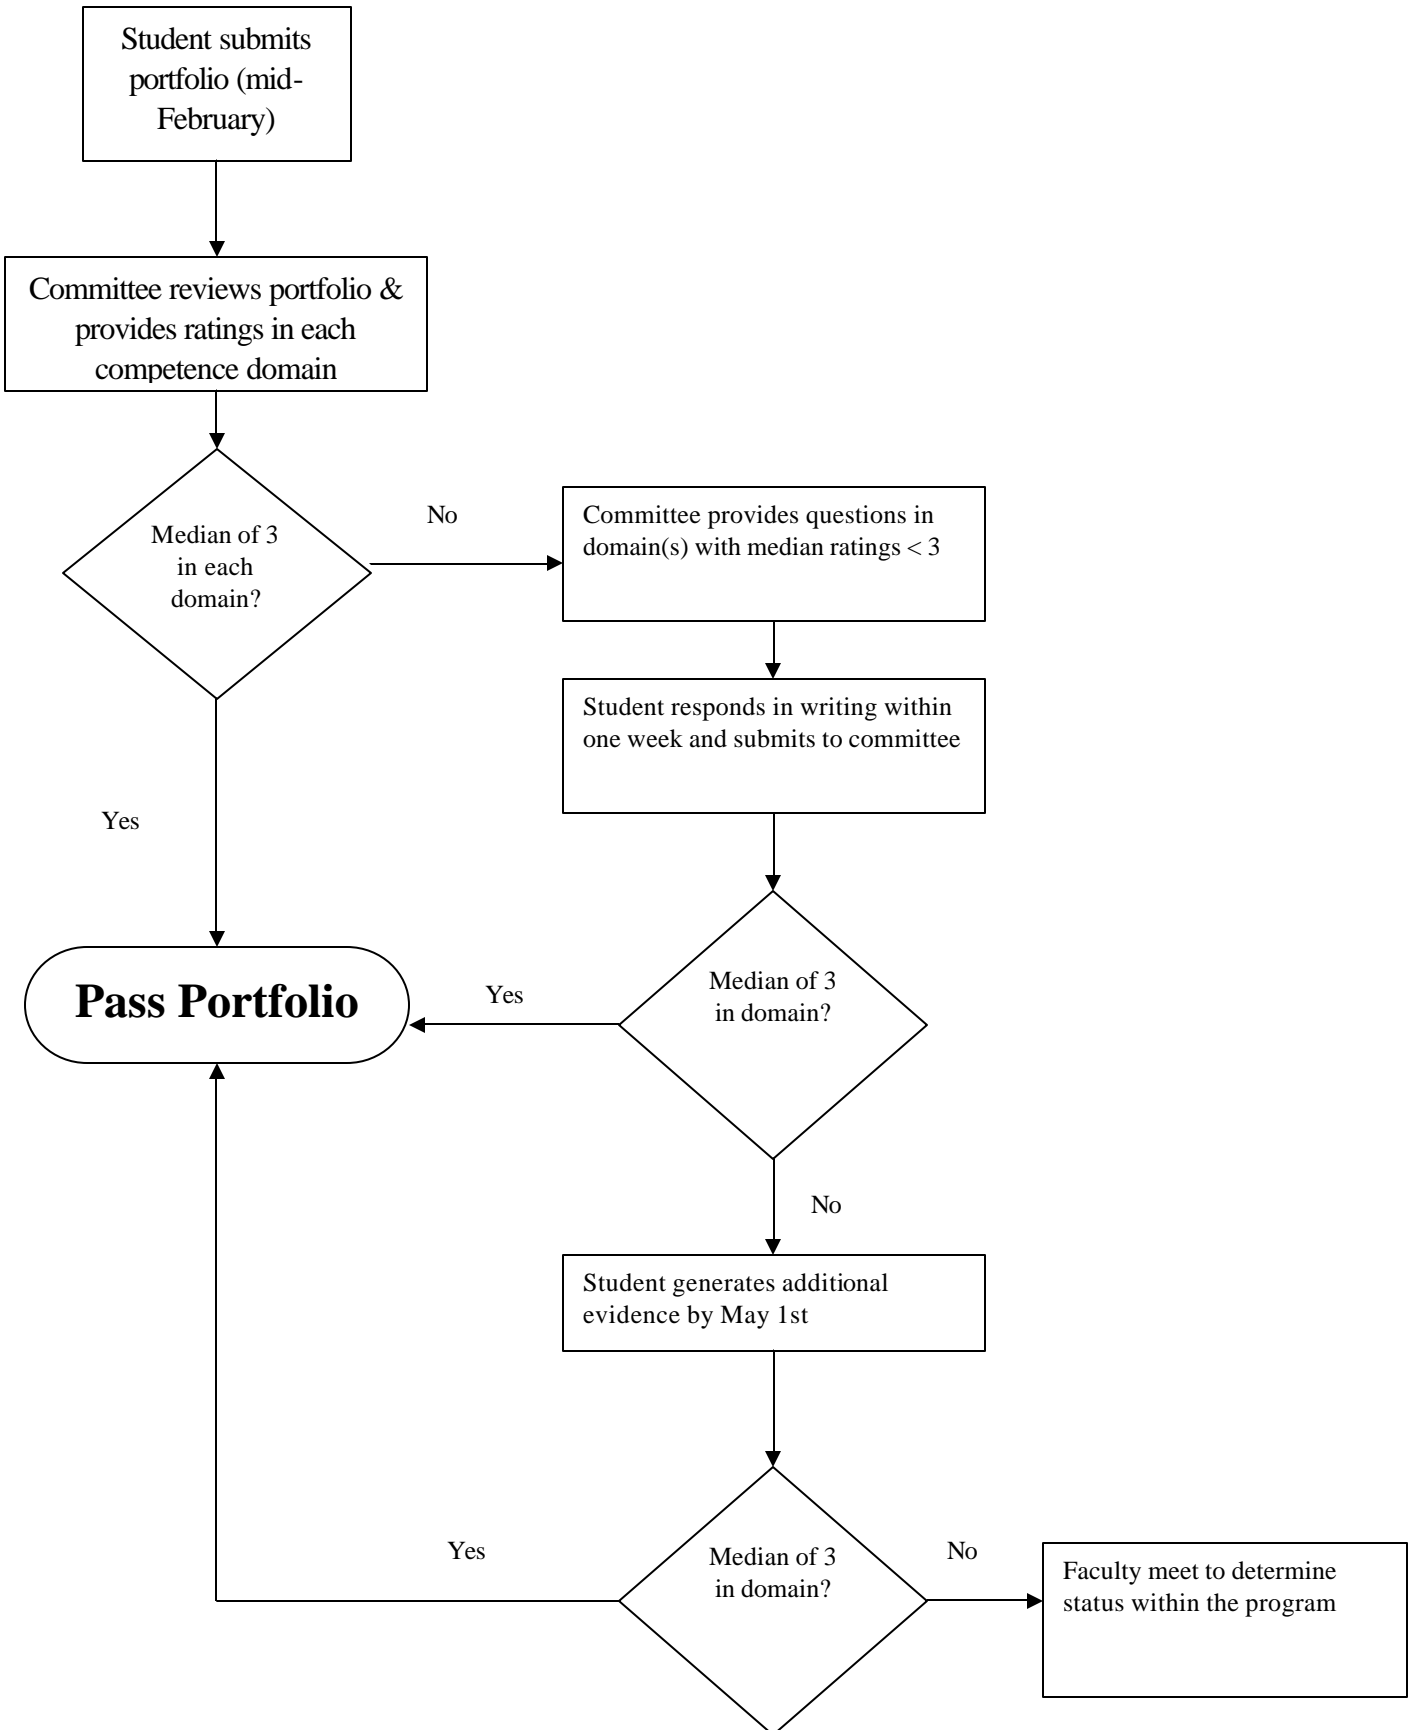 Student submits
portfolio (mid-
February)
Committee reviews portfolio &
provides ratings in each
competence domain
Median of 3
in each
domain?
No
Committee provides questions in
domain(s) with median ratings < 3
Student responds in writing within
one week and submits to committee
Yes
Pass Portfolio
Yes
Median of 3
in domain?
No
Student generates additional
evidence by May 1st
Yes
Median of 3
in domain?
No
Faculty meet to determine
status within the program